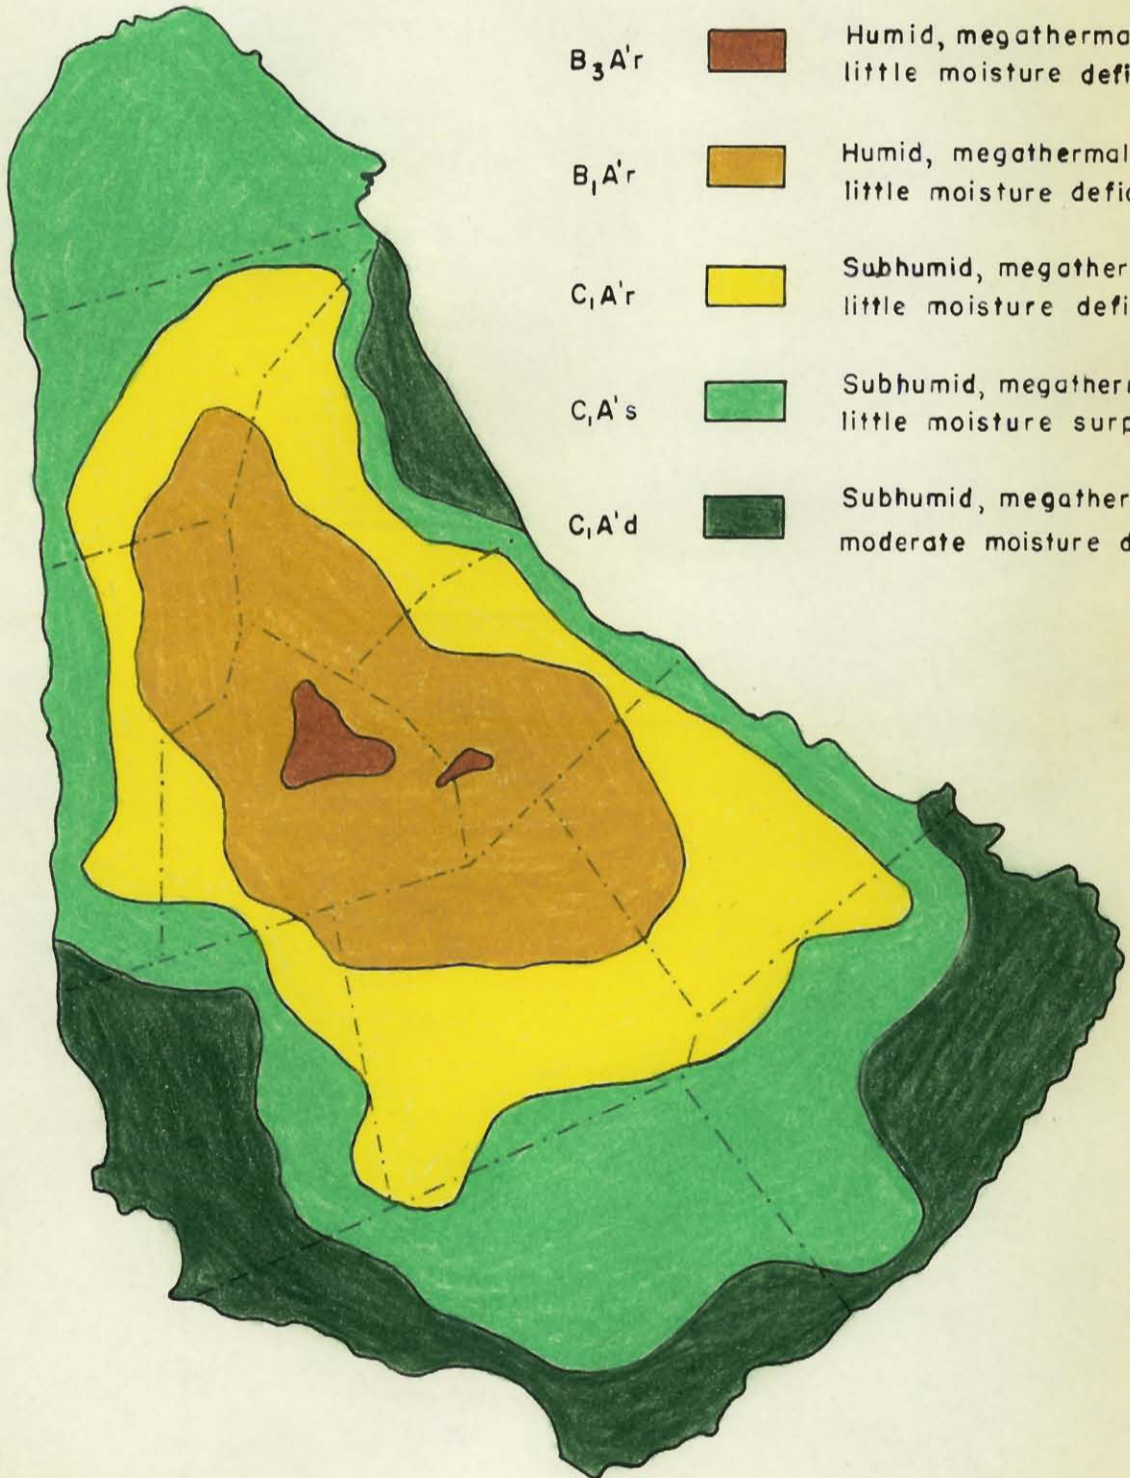 B₃A'r Humid, megatherma
little moisture defi
B₁A'r Humid, megathermal
little moisture defic
C₁A'r Subhumid, megather
little moisture defi
C₁A's Subhumid, megatherm
little moisture surp
C₁A'd Subhumid, megather
moderate moisture d